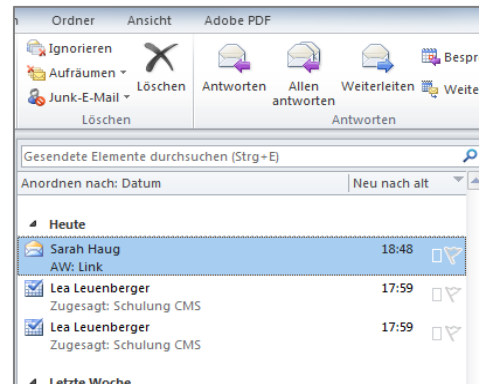 Ordner Ansicht Adobe PDF
Ignorieren
Aufräumen
Junk-E-Mail
Löschen
Löschen
Antworten
Allen
antworten
Weiterleiten
Antworten
Gesendete Elemente durchsuchen (Strg+E)
Anordnen nach: Datum Neu nach alt
Heute
Sarah Haug 18:48
AW: Link
Lea Leuenberger 17:59
Zugesagt: Schulung CMS
Lea Leuenberger 17:59
Zugesagt: Schulung CMS
Letzte Woche